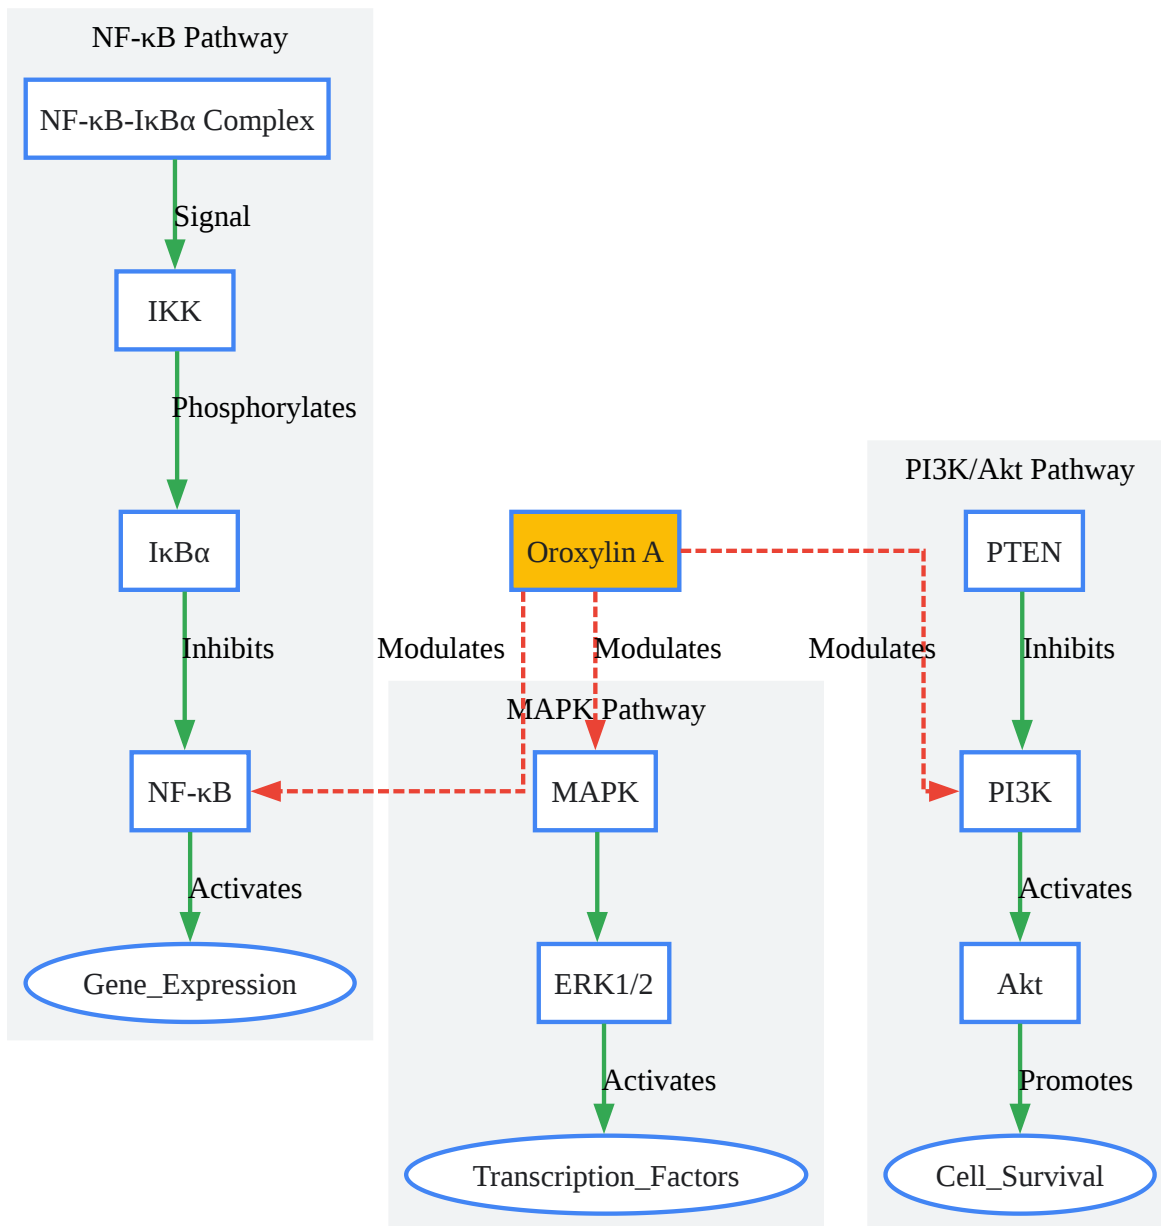 NF-κB Pathway
NF-κB-IκBα Complex
Signal
IKK
Phosphorylates
IκBα
Inhibits
NF-κB
Activates
Gene_Expression
Oroxylin A
Modulates
Modulates
Modulates
MAPK Pathway
MAPK
ERK1/2
Activates
Transcription_Factors
PI3K/Akt Pathway
PTEN
Inhibits
PI3K
Activates
Akt
Promotes
Cell_Survival